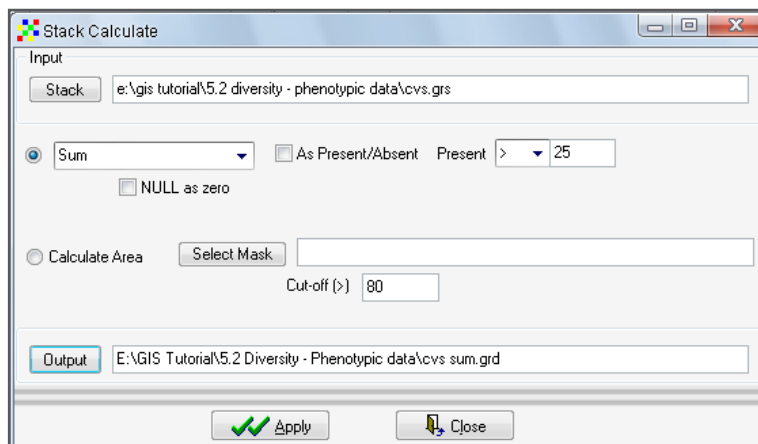 Stack Calculate
Input
Stack e:\gis tutorial\5.2 diversity - phenotypic data\cvs.grs
Sum As Present/Absent Present > 25
NULL as zero
Calculate Area Select Mask
Cut-off (>) 80
Output E:\GIS Tutorial\5.2 Diversity - Phenotypic data\cvs sum.grd
Apply Close